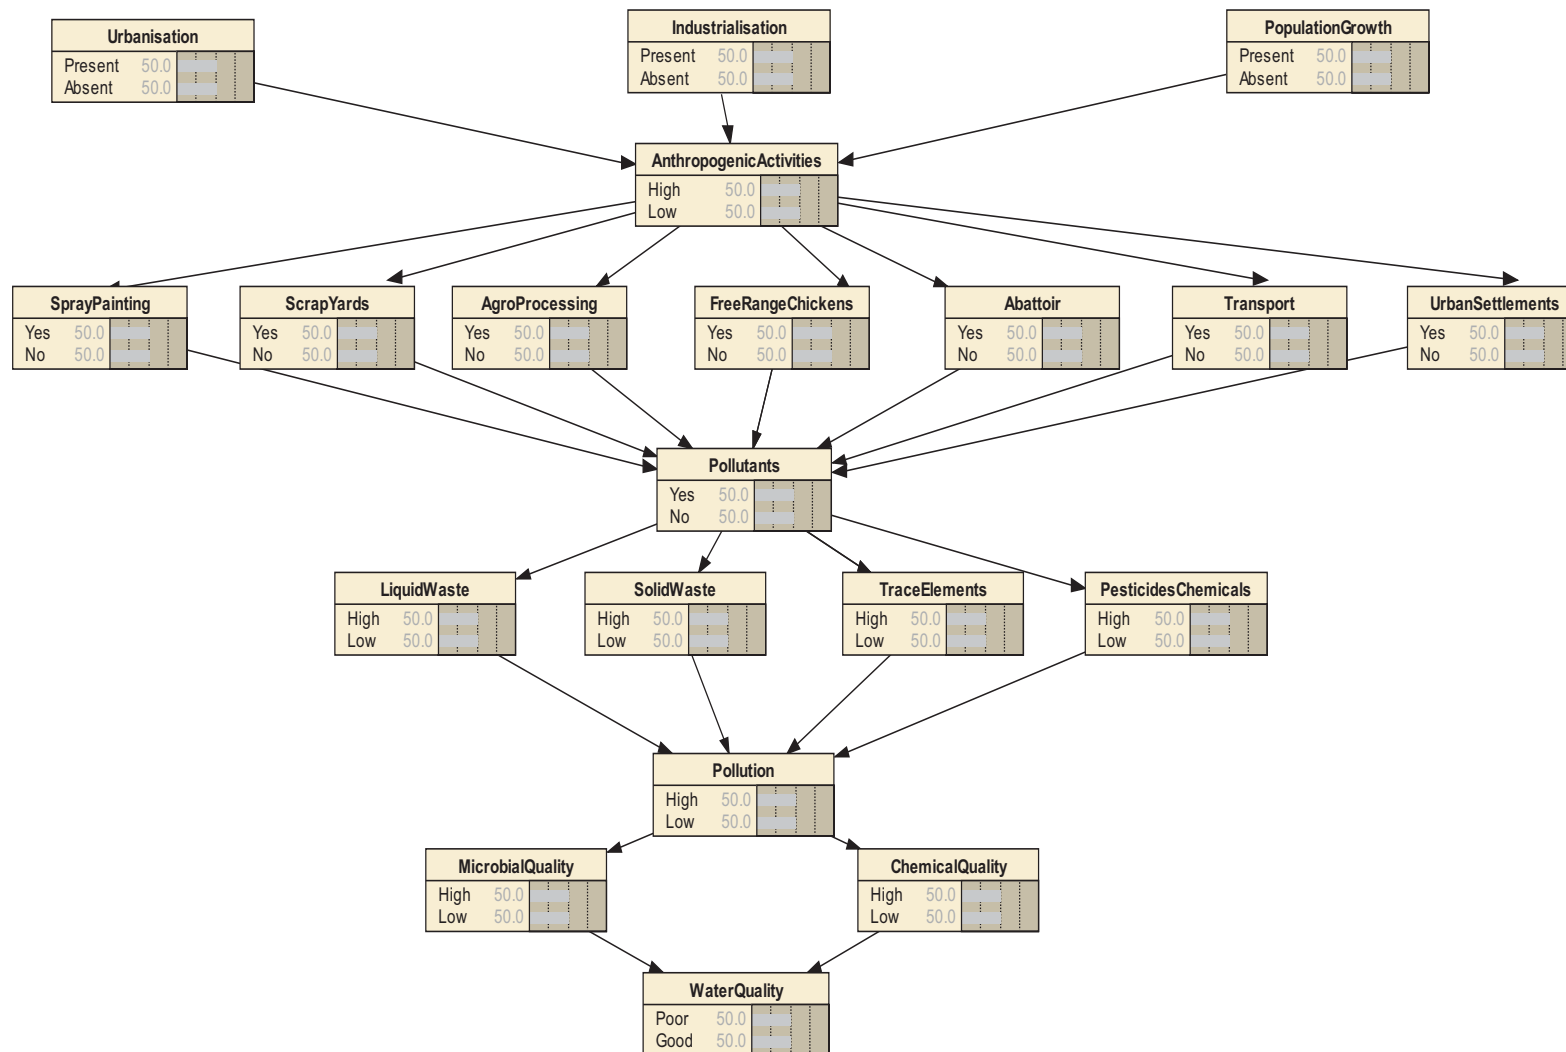 Urbanisation
Present 50.0
Absent 50.0
Industrialisation
Present 50.0
Absent 50.0
PopulationGrowth
Present 50.0
Absent 50.0
AnthropogenicActivities
High 50.0
Low 50.0
SprayPainting
Yes 50.0
No 50.0
ScrapYards
Yes 50.0
No 50.0
AgroProcessing
Yes 50.0
No 50.0
FreeRangeChickens
Yes 50.0
No 50.0
Abattoir
Yes 50.0
No 50.0
Transport
Yes 50.0
No 50.0
UrbanSettlements
Yes 50.0
No 50.0
Pollutants
Yes 50.0
No 50.0
LiquidWaste
High 50.0
Low 50.0
SolidWaste
High 50.0
Low 50.0
TraceElements
High 50.0
Low 50.0
PesticidesChemicals
High 50.0
Low 50.0
Pollution
High 50.0
Low 50.0
MicrobialQuality
High 50.0
Low 50.0
ChemicalQuality
High 50.0
Low 50.0
WaterQuality
Poor 50.0
Good 50.0